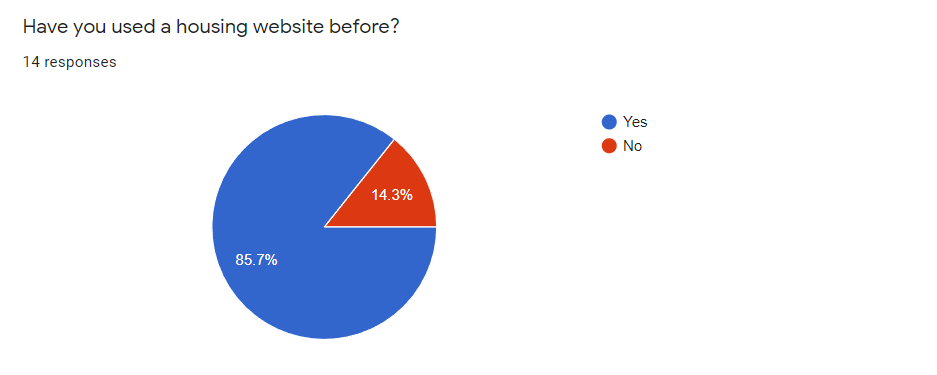 Have you used a housing website before?
14 responses
Yes
No
14.3%
85.7%